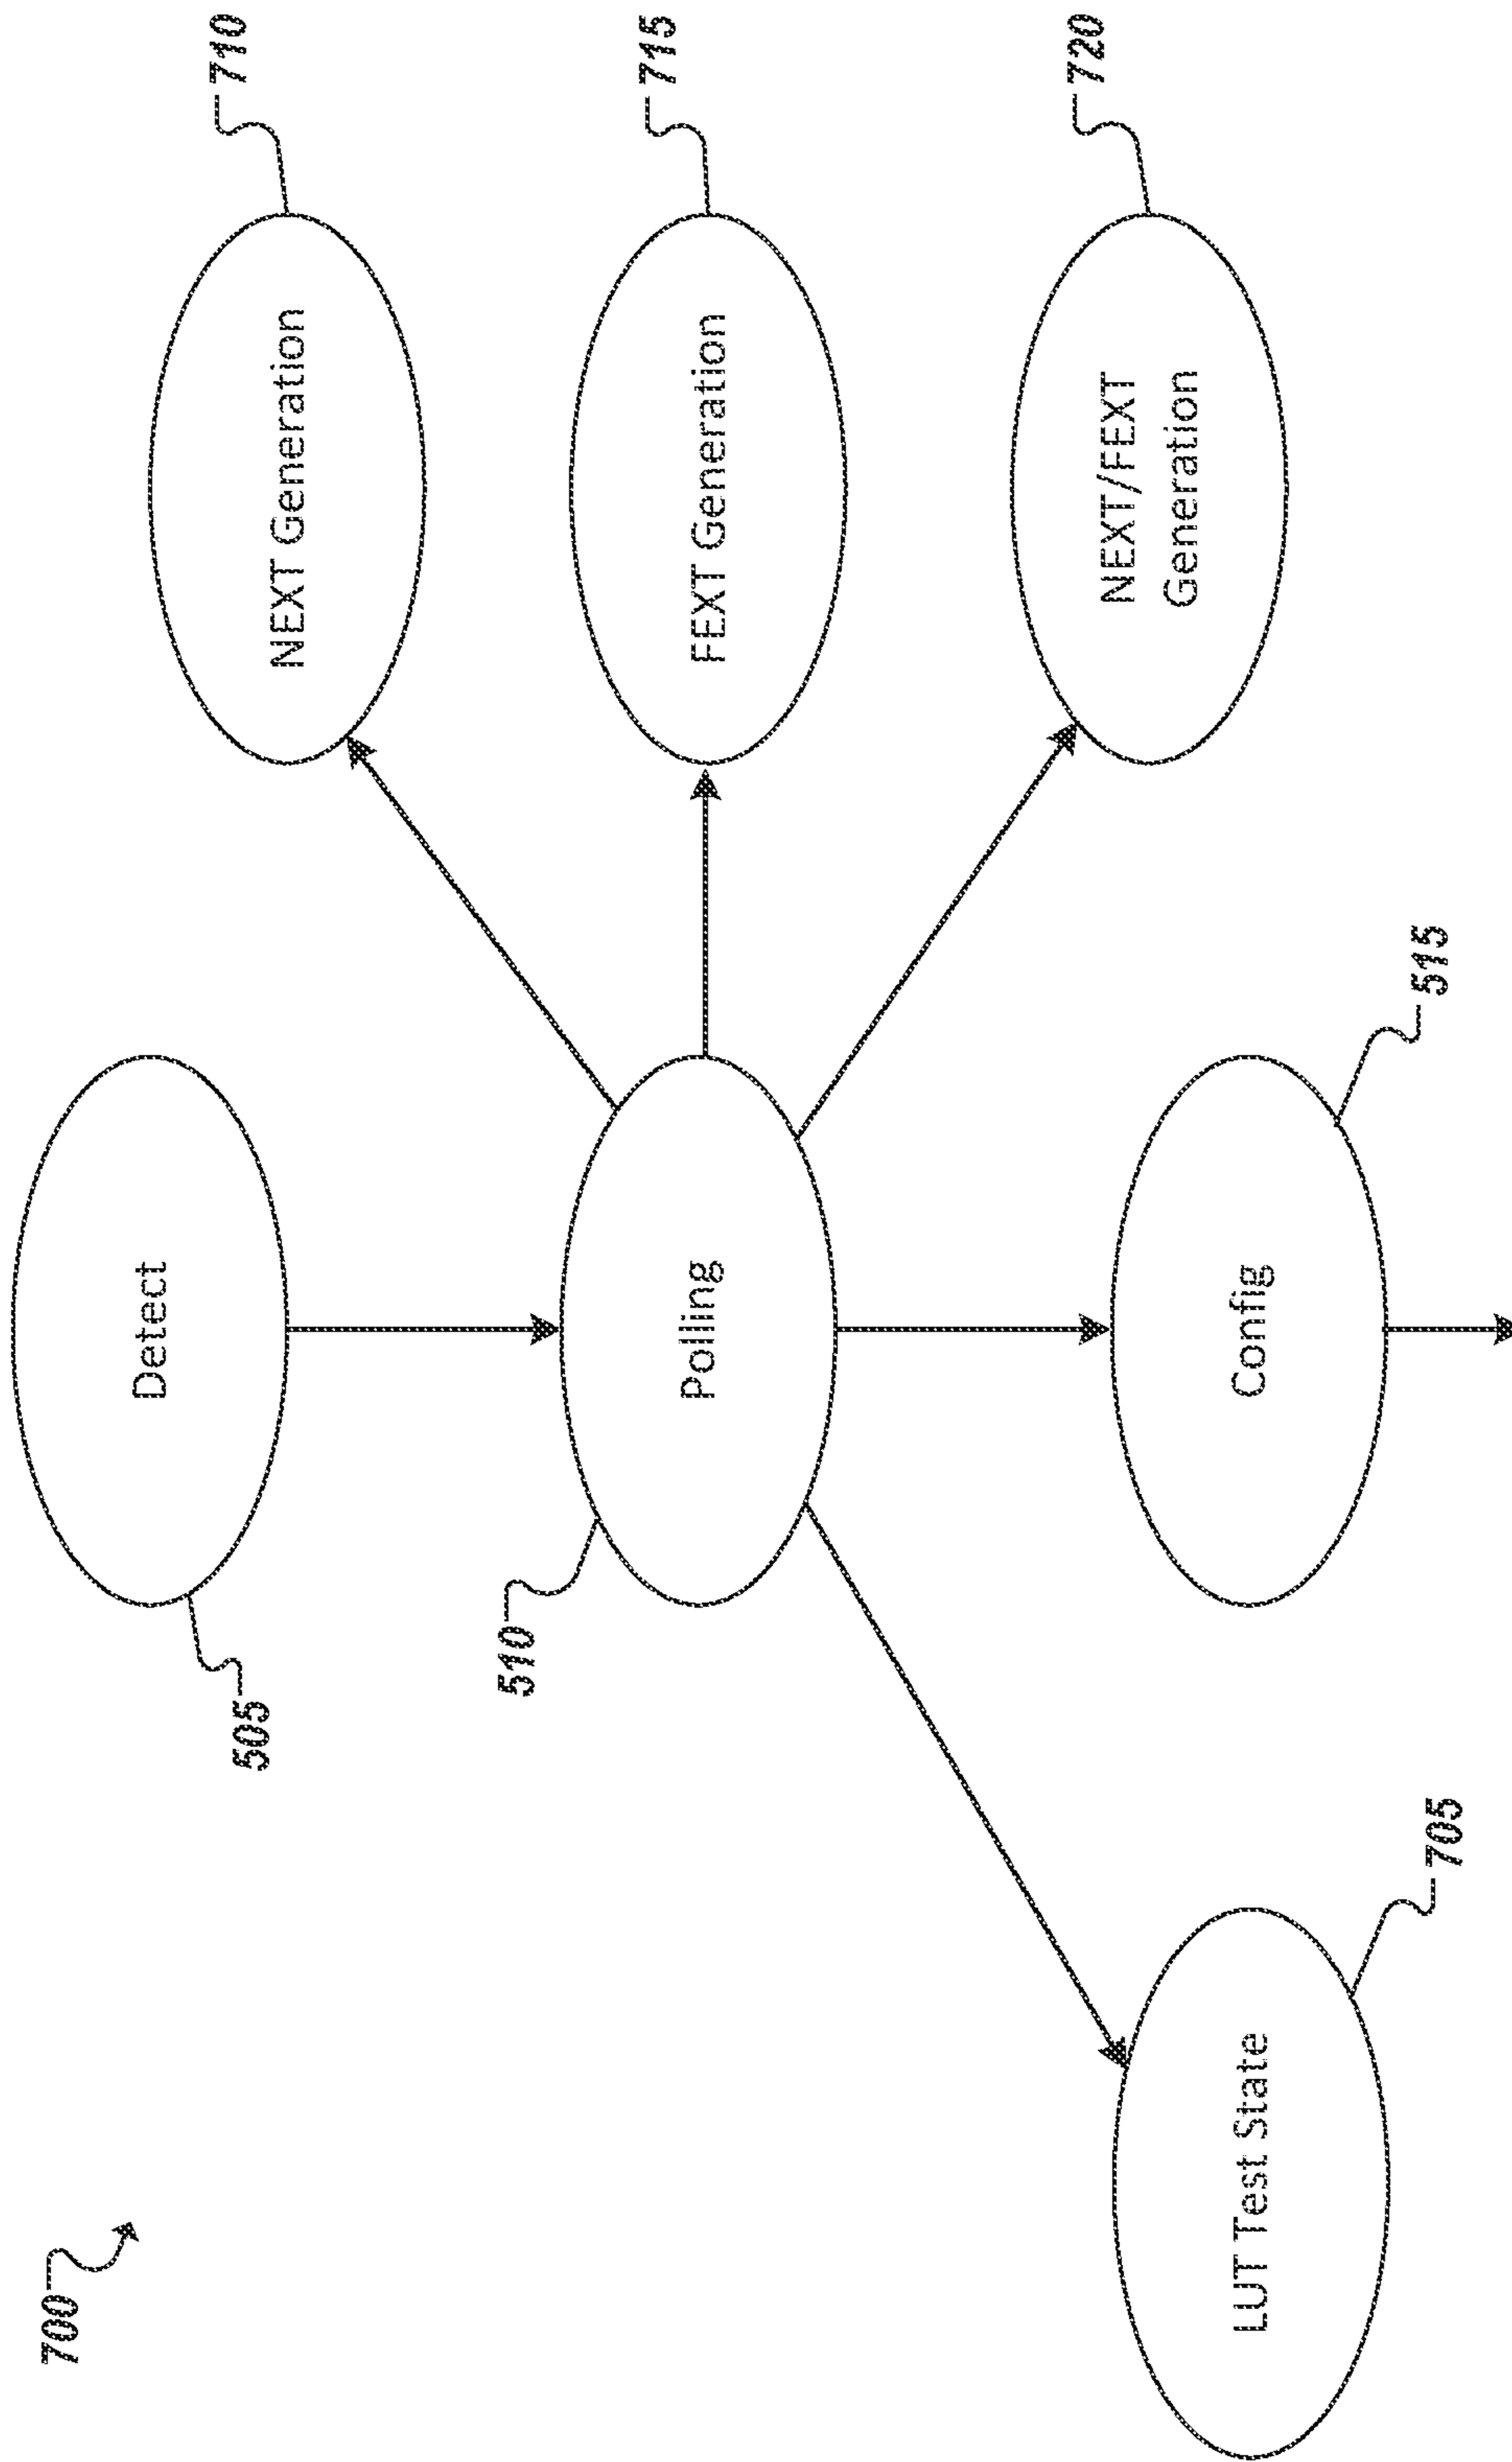 700
Detect
505
710
NEXT Generation
510
Polling
715
FEXT Generation
720
NEXT/FEXT
Generation
LUT Test State
Config
705
515